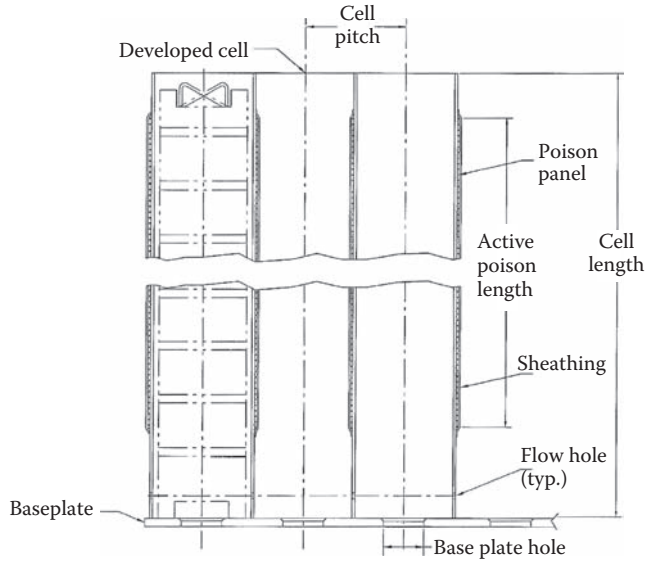 Cell
pitch
Developed cell
Poison
panel
Active
poison
length
Cell
length
Sheathing
Flow hole
(typ.)
Baseplate
Base plate hole